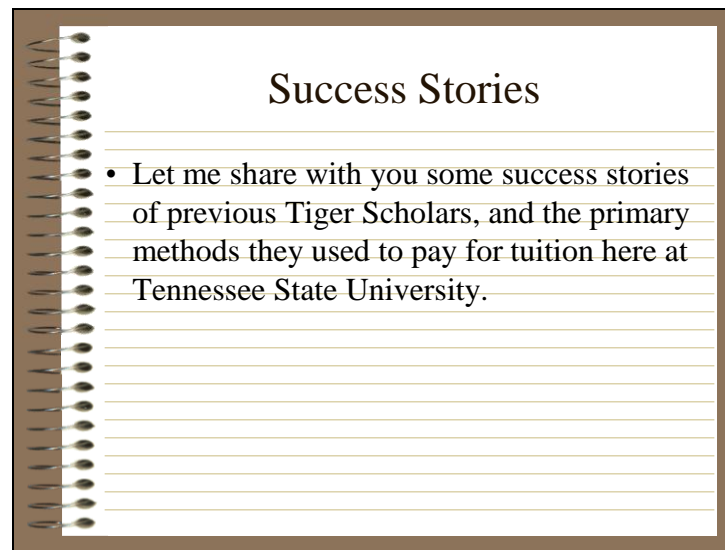 Success Stories
• Let me share with you some success stories
of previous Tiger Scholars, and the primary
methods they used to pay for tuition here at
Tennessee State University.